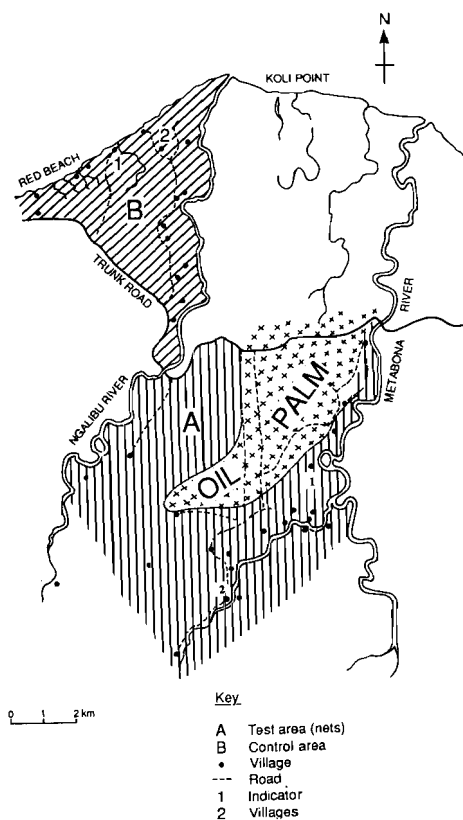 N
KOLI POINT
RED BEACH
1
2
B
TRUNK ROAD
RIVER
METABONA
NGALIBU RIVER
A
PALM
OIL
1
2
Key
0 1 2 km
A Test area (nets)
B Control area
• Village
--- Road
1 Indicator
2 Villages